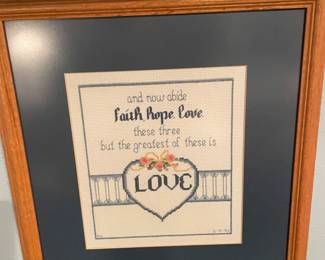 and now abide
Faith, Hope, Love,
these three
but the greatest of these is
LOVE